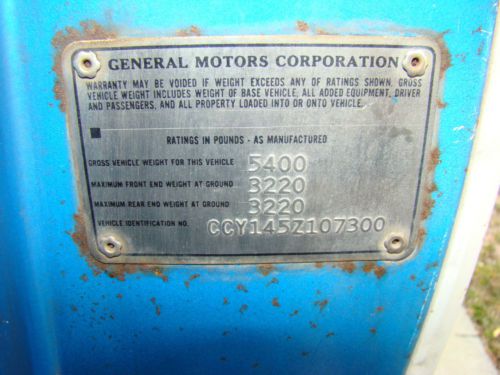 GENERAL MOTORS CORPORATION
WARRANTY MAY BE VOIDED IF WEIGHT EXCEEDS ANY OF RATINGS SHOWN. GROSS
VEHICLE WEIGHT INCLUDES WEIGHT OF BASE VEHICLE, ALL ADDED EQUIPMENT, DRIVER
AND PASSENGERS, AND ALL PROPERTY LOADED INTO OR ONTO VEHICLE.
RATINGS IN POUNDS - AS MANUFACTURED
GROSS VEHICLE WEIGHT FOR THIS VEHICLE 5400
MAXIMUM FRONT END WEIGHT AT GROUND 3220
MAXIMUM REAR END WEIGHT AT GROUND 3220
VEHICLE IDENTIFICATION NO. CCY145Z107300